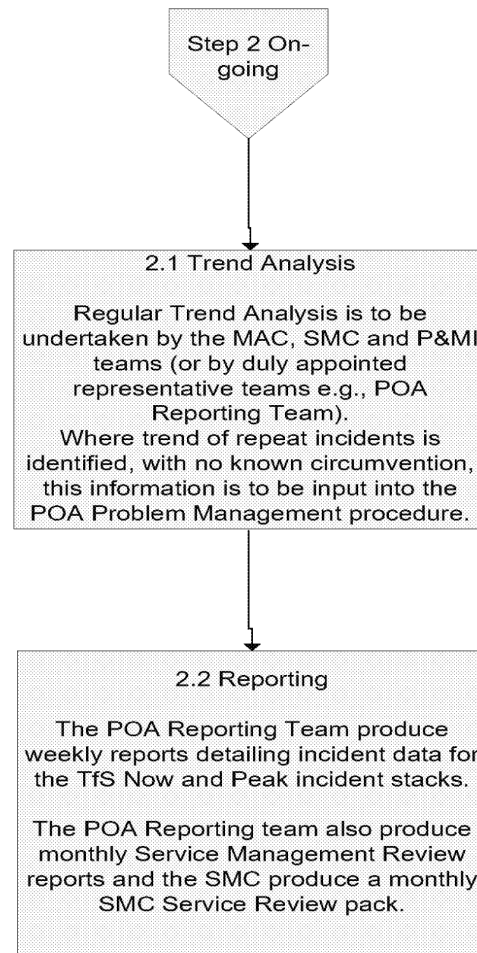 Step 2 On-
going
2.1 Trend Analysis
Regular Trend Analysis is to be
undertaken by the MAC, SMC and P&MI
teams (or by duly appointed
representative teams e.g., POA
Reporting Team).
Where trend of repeat incidents is
identified, with no known circumvention,
this information is to be input into the
POA Problem Management procedure.
2.2 Reporting
The POA Reporting Team produce
weekly reports detailing incident data for
the TfS Now and Peak incident stacks.
The POA Reporting team also produce
monthly Service Management Review
reports and the SMC produce a monthly
SMC Service Review pack.